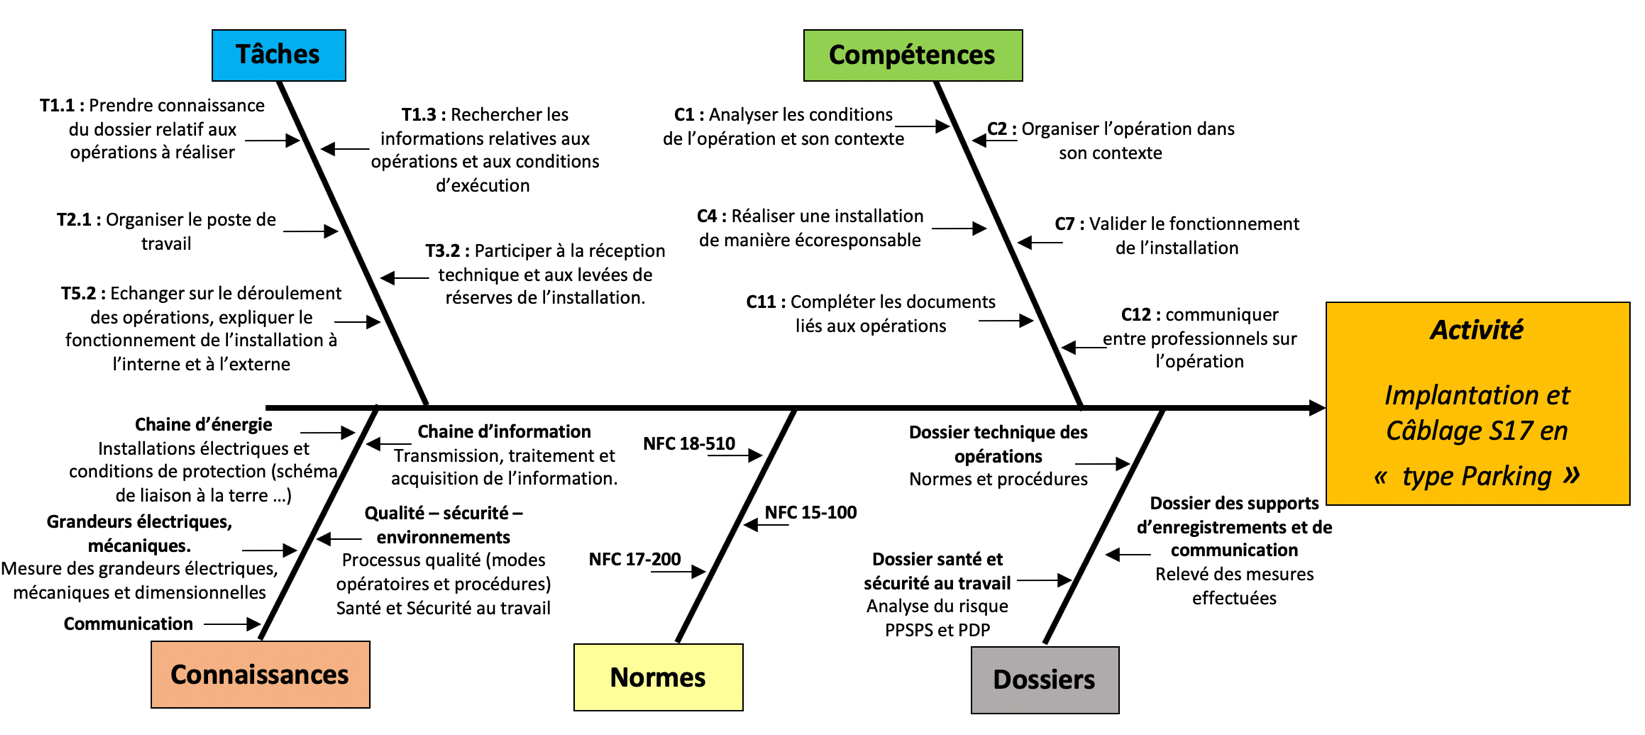 Tâches
T1.1 : Prendre connaissance
du dossier relatif aux
opérations à réaliser
T1.3 : Rechercher les
informations relatives aux
opérations et aux conditions
d’exécution
T2.1 : Organiser le poste de
travail
T3.2 : Participer à la réception
technique et aux levées de
réserves de l’installation.
T5.2 : Echanger sur le déroulement
des opérations, expliquer le
fonctionnement de l’installation à
l’interne et à l’externe
Compétences
C1 : Analyser les conditions
de l’opération et son contexte
C2 : Organiser l’opération dans
son contexte
C4 : Réaliser une installation
de manière écoresponsable
C7 : Valider le fonctionnement
de l’installation
C11 : Compléter les documents
liés aux opérations
C12 : communiquer
entre professionnels sur
l’opération
Activité
Implantation et
Câblage S17 en
« type Parking »
Chaine d’énergie
Installations électriques et
conditions de protection (schéma
de liaison à la terre ...)
Chaine d’information
Transmission, traitement et
acquisition de l’information.
Grandeurs électriques,
mécaniques.
Mesure des grandeurs électriques,
mécaniques et dimensionnelles
Qualité – sécurité –
environnements
Processus qualité (modes
opératoires et procédures)
Santé et Sécurité au travail
Communication
Connaissances
NFC 18-510
NFC 15-100
NFC 17-200
Normes
Dossier technique des
opérations
Normes et procédures
Dossier des supports
d’enregistrements et de
communication
Relevé des mesures
effectuées
Dossier santé et
sécurité au travail
Analyse du risque
PPSPS et PDP
Dossiers